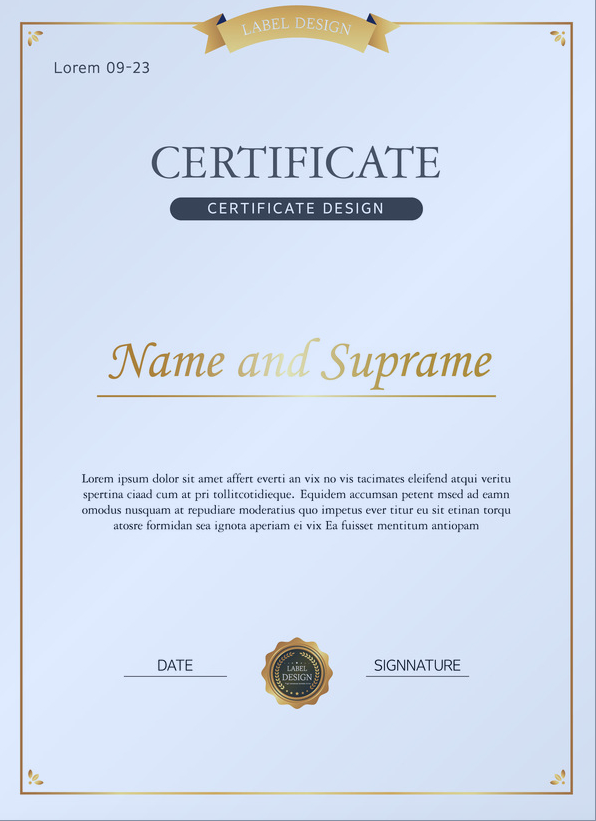 LABEL DESIGN
Lorem 09-23
CERTIFICATE
CERTIFICATE DESIGN
Name and Suprame
Lorem ipsum dolor sit amet affert everti an vix no vis tacimates eleifend atqui veritu
spertina ciaad cum at pri tollitcotidieque. Equidem accumsan petent msed ad eamn
omodus nusquam at repudiare moderatius quo impetus ever titur eu sit etinan torqu
atosre formidan sea ignota aperiam ei vix Ea fuisset mentitum antiopam
DATE
LABEL
DESIGN
SIGNNATURE